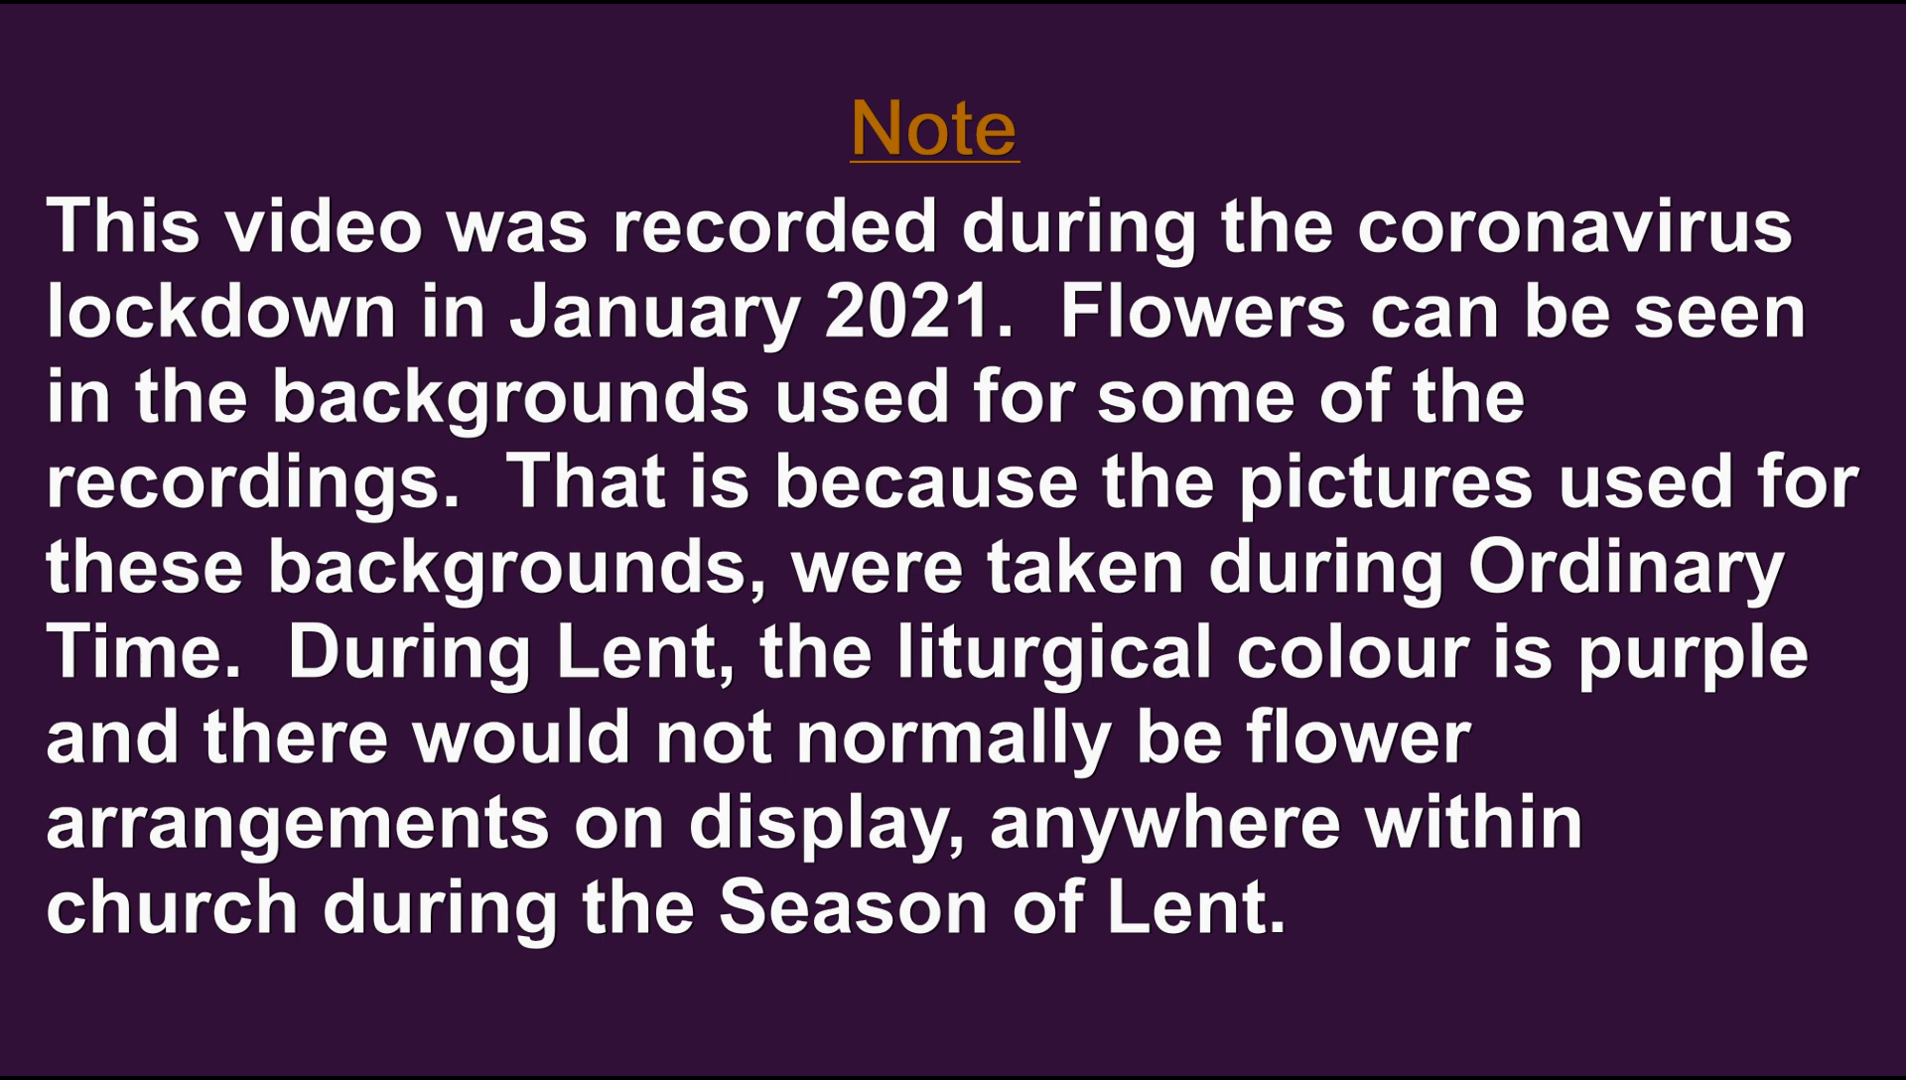 Note
This video was recorded during the coronavirus
lockdown in January 2021.  Flowers can be seen
in the backgrounds used for some of the
recordings.  That is because the pictures used for
these backgrounds, were taken during Ordinary
Time.  During Lent, the liturgical colour is purple
and there would not normally be flower
arrangements on display, anywhere within
church during the Season of Lent.